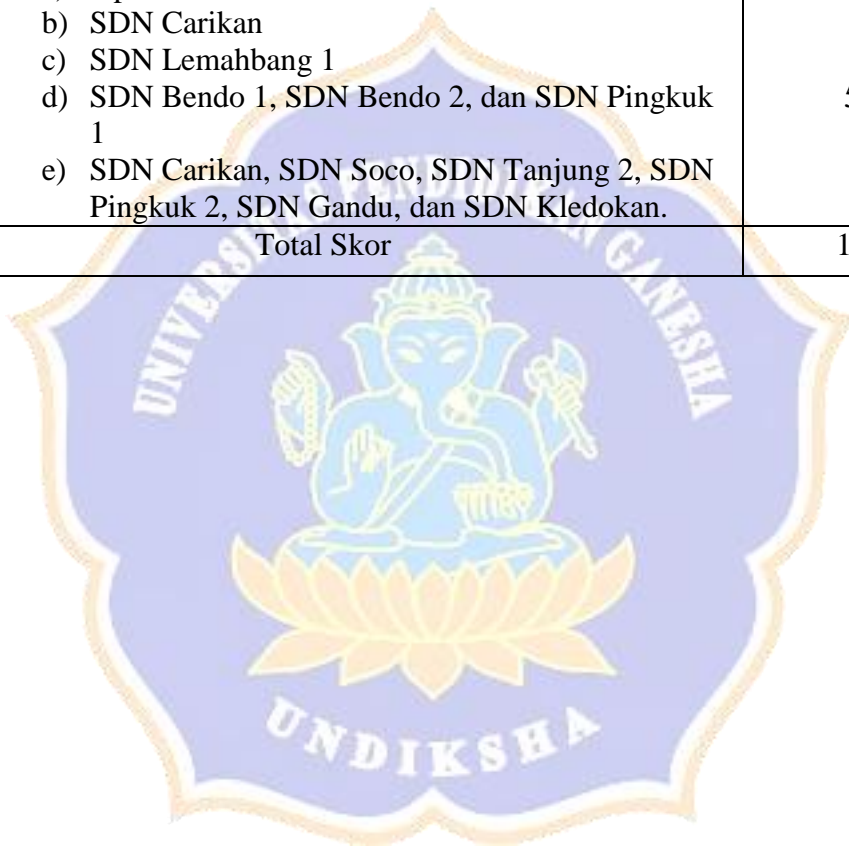 b) SDN Carikan
c) SDN Lemahbang 1
d) SDN Bendo 1, SDN Bendo 2, dan SDN Pingkuk
1
e) SDN Carikan, SDN Soco, SDN Tanjung 2, SDN
Pingkuk 2, SDN Gandu, dan SDN Kledokan.
Total Skor
UNIVERSITAS PENDIDIKAN GANESHA
UNDIKSHA